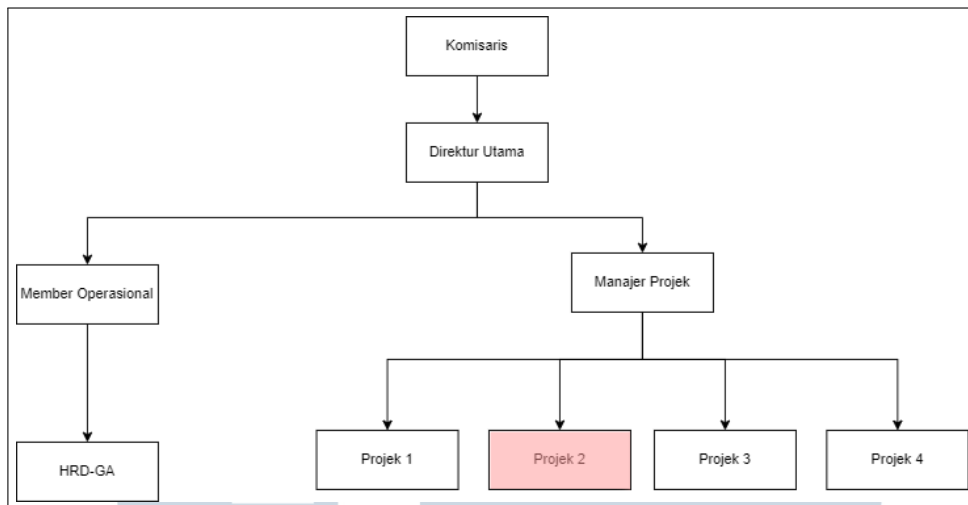 Komisaris
Direktur Utama
Member Operasional
Manajer Projek
Projek 1
Projek 2
Projek 3
Projek 4
HRD-GA